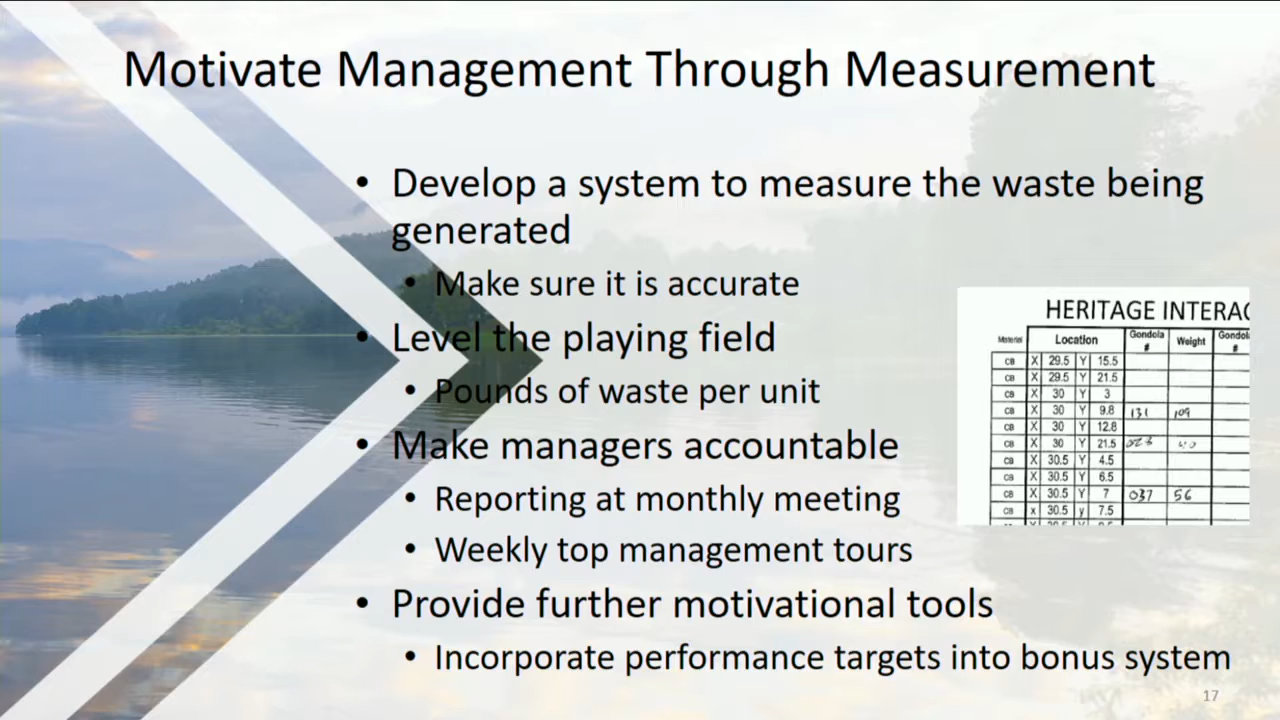 Motivate Management Through Measurement
• Develop a system to measure the waste being
generated
• Make sure it is accurate
• Level the playing field
• Pounds of waste per unit
• Make managers accountable
• Reporting at monthly meeting
• Weekly top management tours
• Provide further motivational tools
• Incorporate performance targets into bonus system
HERITAGE INTERAC
Material Location Gondola # Weight Gondol #
CB X 29.5 Y 15.5
CB X 29.5 Y 21.5
CB X 30 Y 3
CB X 30 Y 9.8 131 109
CB X 30 Y 12.8
CB X 30 Y 21.5
CB X 30.5 Y 4.5
CB X 30.5 Y 6.5
CB X 30.5 Y 7 037 56
CB x 30.5 y 7.5
17